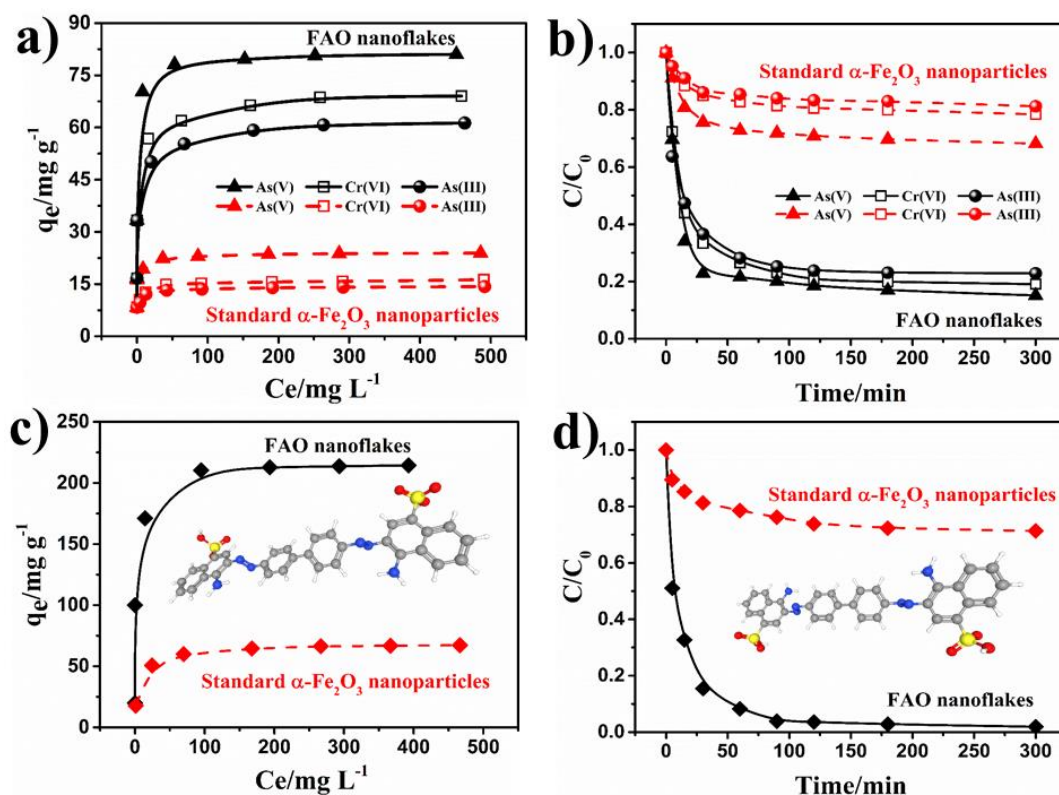 a)
FAO nanoflakes
90
75
60
45
30
15
0
qe/mg g-1
As(V) Cr(VI) As(III)
As(V) Cr(VI) As(III)
Standard α-Fe2O3 nanoparticles
0 100 200 300 400 500
Ce/mg L-1
b)
1.0
0.8
0.6
0.4
0.2
0.0
C/C0
Standard α-Fe2O3 nanoparticles
As(V) Cr(VI) As(III)
As(V) Cr(VI) As(III)
FAO nanoflakes
0 50 100 150 200 250 300
Time/min
c)
250
200
150
100
50
0
qe/mg g-1
FAO nanoflakes
Standard α-Fe2O3 nanoparticles
0 100 200 300 400 500
Ce/mg L-1
d)
1.0
0.8
0.6
0.4
0.2
0.0
C/C0
Standard α-Fe2O3 nanoparticles
FAO nanoflakes
0 50 100 150 200 250 300
Time/min